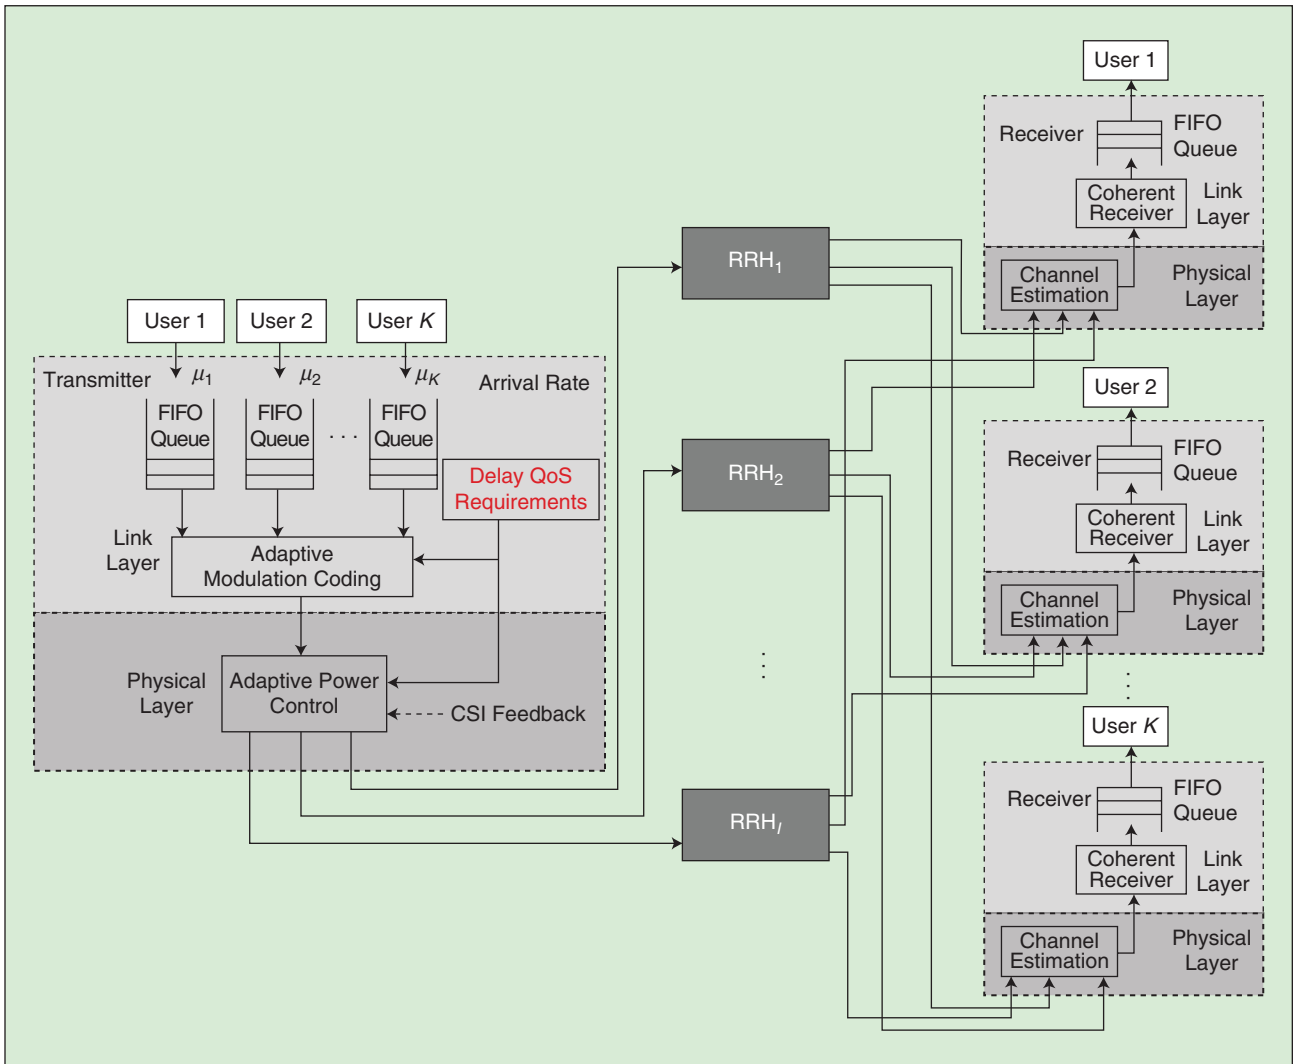 User 1
User 2
User K
Transmitter
μ1
μ2
μK
Arrival Rate
FIFO
Queue
FIFO
Queue
. . .
FIFO
Queue
Delay QoS
Requirements
Link
Layer
Adaptive
Modulation Coding
Physical
Layer
Adaptive Power
Control
CSI Feedback
RRH1
RRH2
RRHI
User 1
Receiver
FIFO
Queue
Coherent
Receiver
Link
Layer
Channel
Estimation
Physical
Layer
User 2
Receiver
FIFO
Queue
Coherent
Receiver
Link
Layer
Channel
Estimation
Physical
Layer
User K
Receiver
FIFO
Queue
Coherent
Receiver
Link
Layer
Channel
Estimation
Physical
Layer